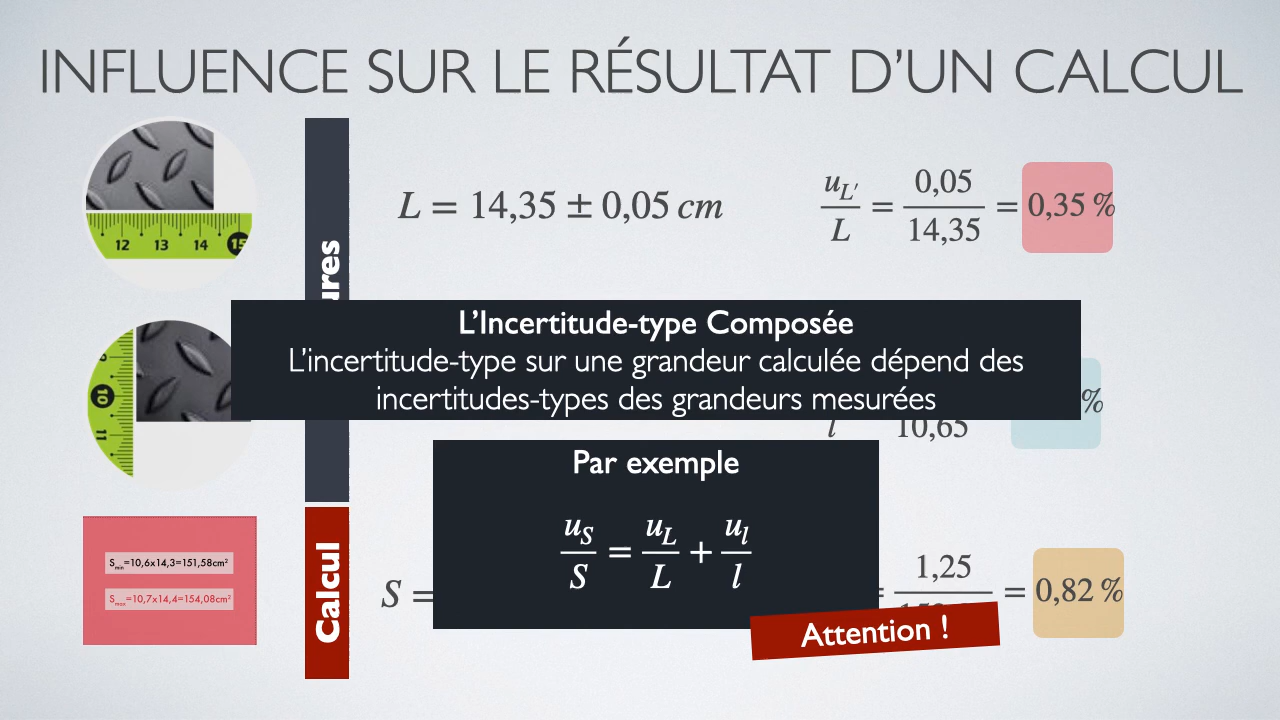 INFLUENCE SUR LE RÉSULTAT D'UN CALCUL
12 13 14 15
L = 14,35 ± 0,05 cm
u_L' / L = 0,05 / 14,35 = 0,35 %
ures
L'Incertitude-type Composée
L'incertitude-type sur une grandeur calculée dépend des
incertitudes-types des grandeurs mesurées
10
11
l 10,65 %
Par exemple
u_S / S = u_L / L + u_l / l
Calcul
S_min=10,6x14,3=151,58cm²
S_max=10,7x14,4=154,08cm²
S =
= 1,25 = 0,82 %
Attention !